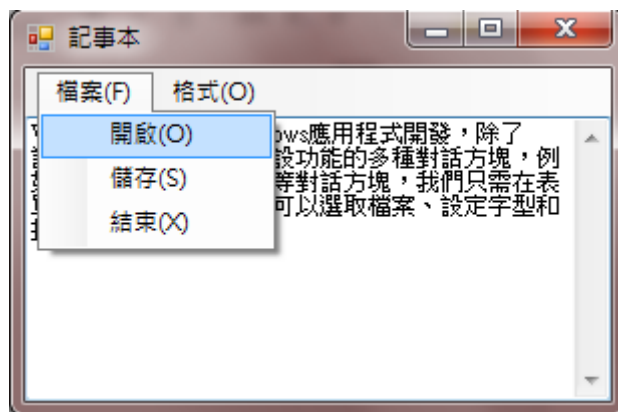 記事本
檔案(F) 格式(O)
開啟(O)
儲存(S)
結束(X)
ows應用程式開發，除了
設功能的多種對話方塊，例
等對話方塊，我們只需在表
可以選取檔案、設定字型和